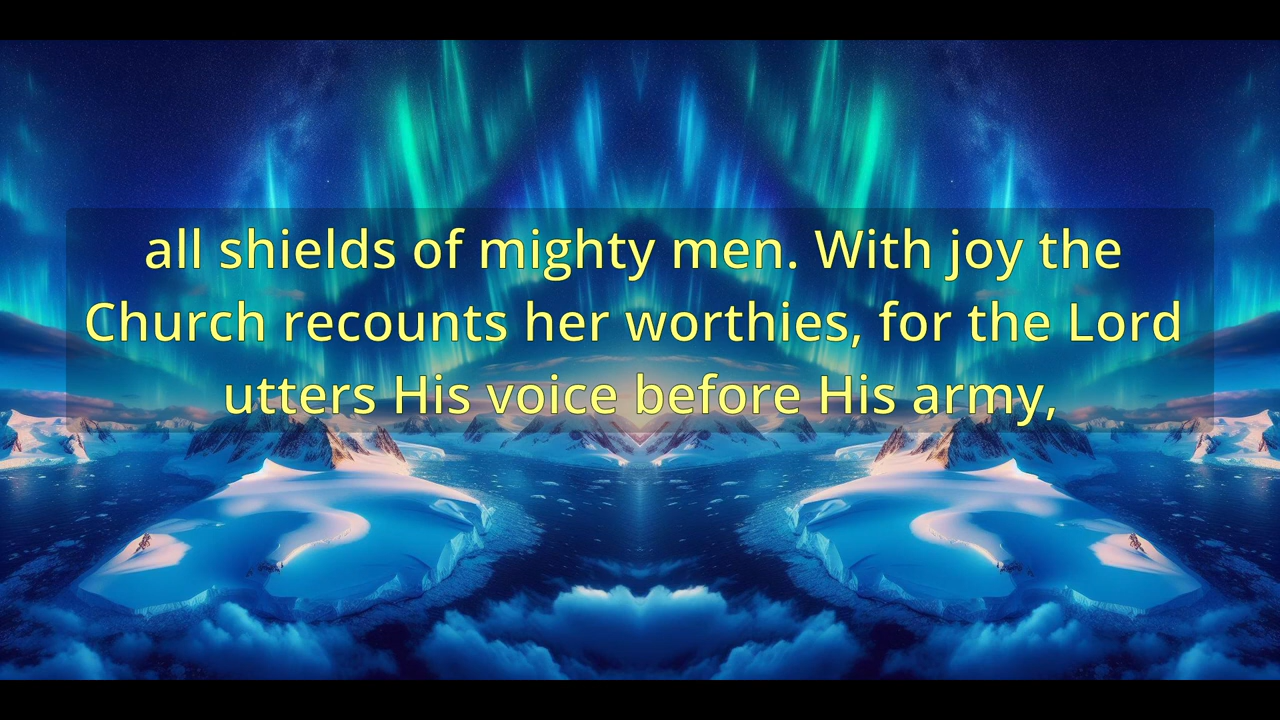 all shields of mighty men. With joy the
Church recounts her worthies, for the Lord
utters His voice before His army,